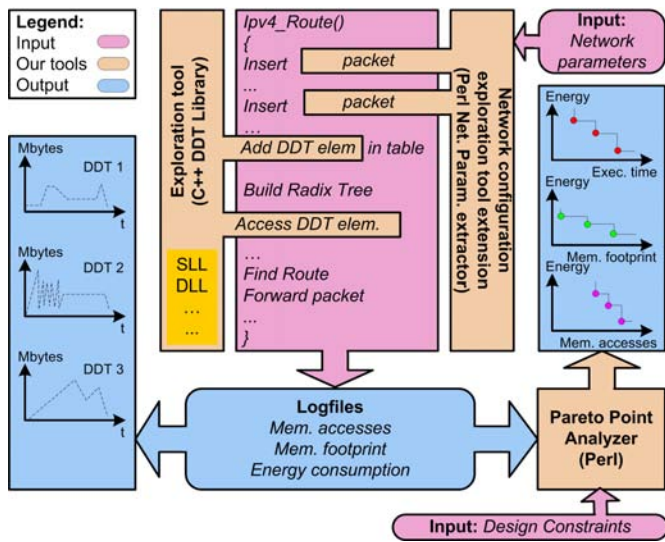 Legend:
Input
Our tools
Output
Mbytes
DDT 1
t
Mbytes
DDT 2
t
Mbytes
DDT 3
t
Exploration tool
(C++ DDT Library)
SLL
DLL
...
...
Ipv4_Route()
{
Insert packet
...
Insert packet
...
Add DDT elem in table
Build Radix Tree
Access DDT elem.
...
Find Route
Forward packet
...
}
Network configuration
exploration tool extension
(Perl Net. Param. extractor)
Input:
Network
parameters
Energy
Exec. time
Energy
Mem. footprint
Energy
Mem. accesses
Logfiles
Mem. accesses
Mem. footprint
Energy consumption
Pareto Point
Analyzer
(Perl)
Input: Design Constraints